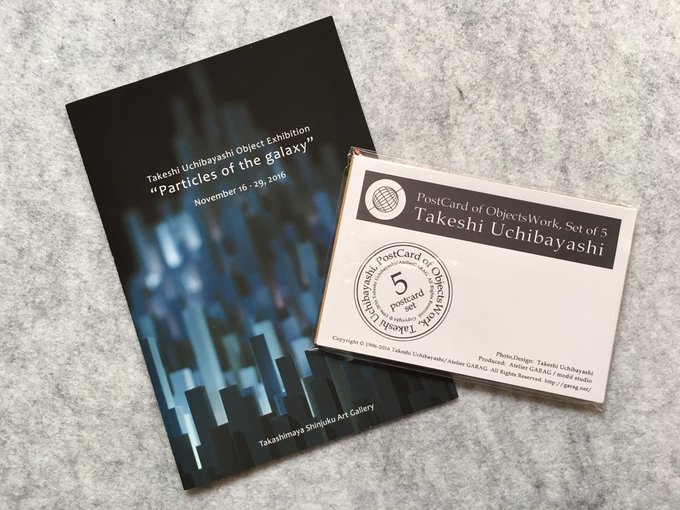 Takeshi Uchibayashi Object Exhibition
“Particles of the galaxy”
November 16 - 29, 2016
Takashimaya Shinjuku Art Gallery
PostCard of ObjectsWork, Set of 5
Takeshi Uchibayashi
Takeshi Uchibayashi, PostCard of ObjectsWork,
5
postcard
set
Photo,Design: Takeshi Uchibayashi
Produced: Atelier GARAG / modif studio
Copyright © 1996-2016 Takeshi Uchibayashi/Atelier GARAG. All Rights Reserved. http://garag.net/